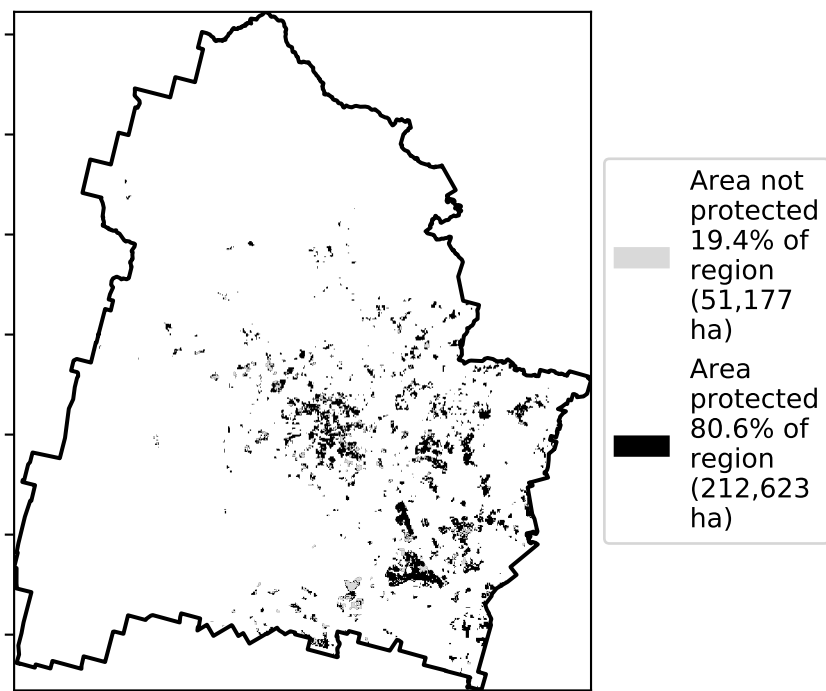 Area not
protected
19.4% of
region
(51,177
ha)
Area
protected
80.6% of
region
(212,623
ha)